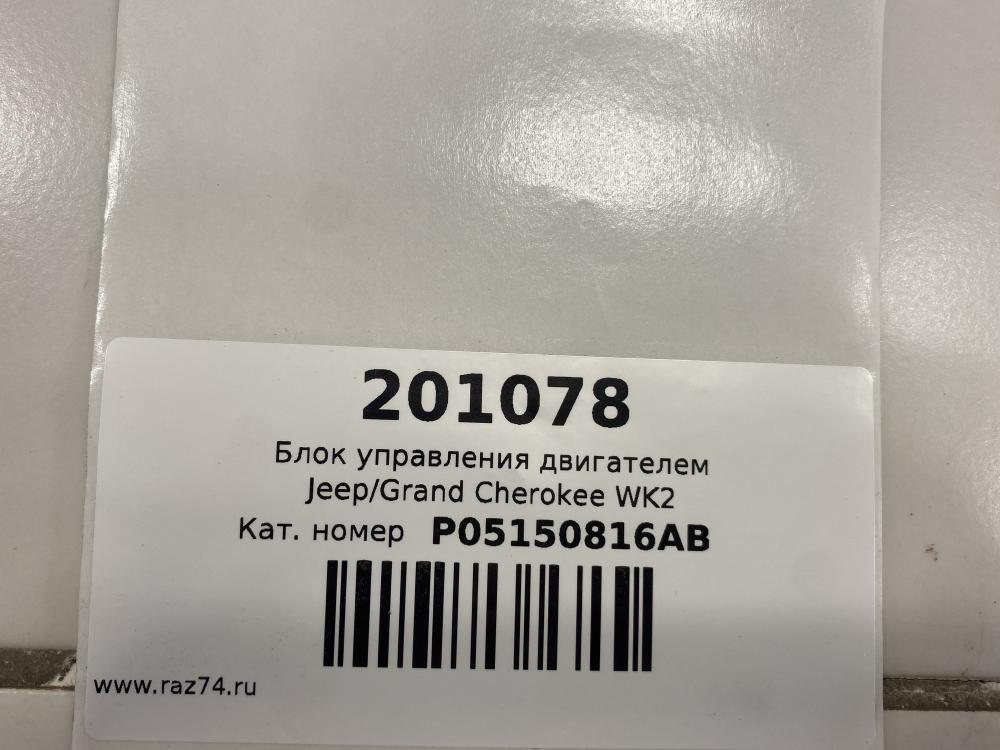 201078
Блок управления двигателем
Jeep/Grand Cherokee WK2
Кат. номер P05150816AB
www.raz74.ru